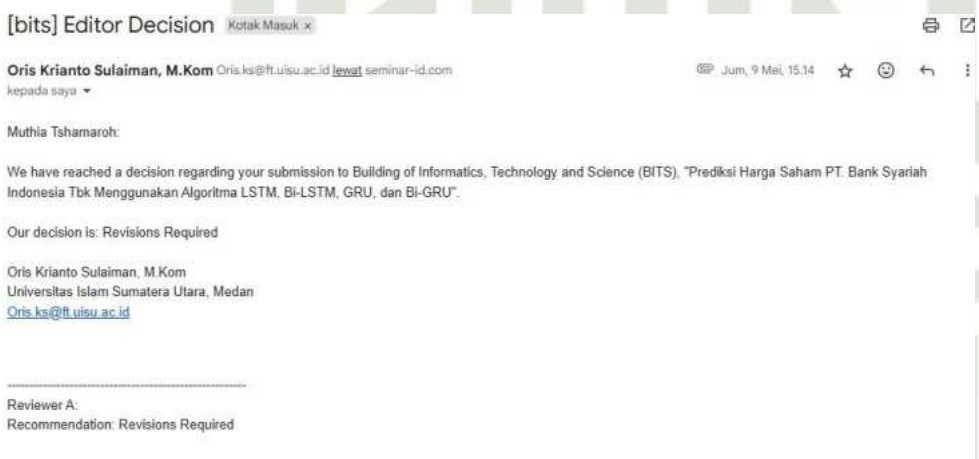 [bits] Editor Decision Kotak Masuk x
Oris Krianto Sulaiman, M.Kom Oris.ks@ft.uisu.ac.id lewat seminar-id.com Jum, 9 Mei, 15.14
kepada saya
Muthia Tshamaroh:
We have reached a decision regarding your submission to Building of Informatics, Technology and Science (BITS), "Prediksi Harga Saham PT. Bank Syariah
Indonesia Tbk Menggunakan Algoritma LSTM, Bi-LSTM, GRU, dan Bi-GRU".
Our decision is: Revisions Required
Oris Krianto Sulaiman, M.Kom
Universitas Islam Sumatera Utara, Medan
Oris.ks@ft.uisu.ac.id
------------------------------------------------------
Reviewer A:
Recommendation: Revisions Required